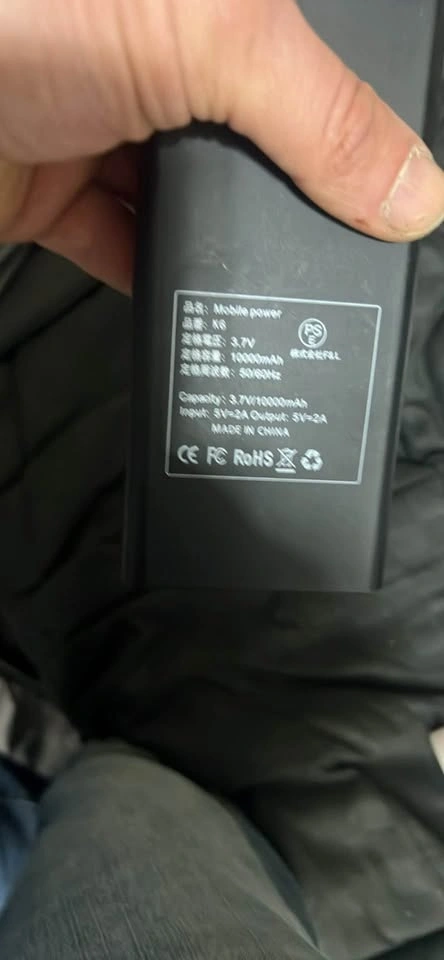 品名: Mobile power
品番: K6
定格電圧: 3.7V
定格容量: 10000mAh
定格周波数: 50/60Hz
PS
E
株式会社F&L
Capacity: 3.7V/10000mAh
Input: 5V=2A Output: 5V=2A
MADE IN CHINA
CE FC RoHS